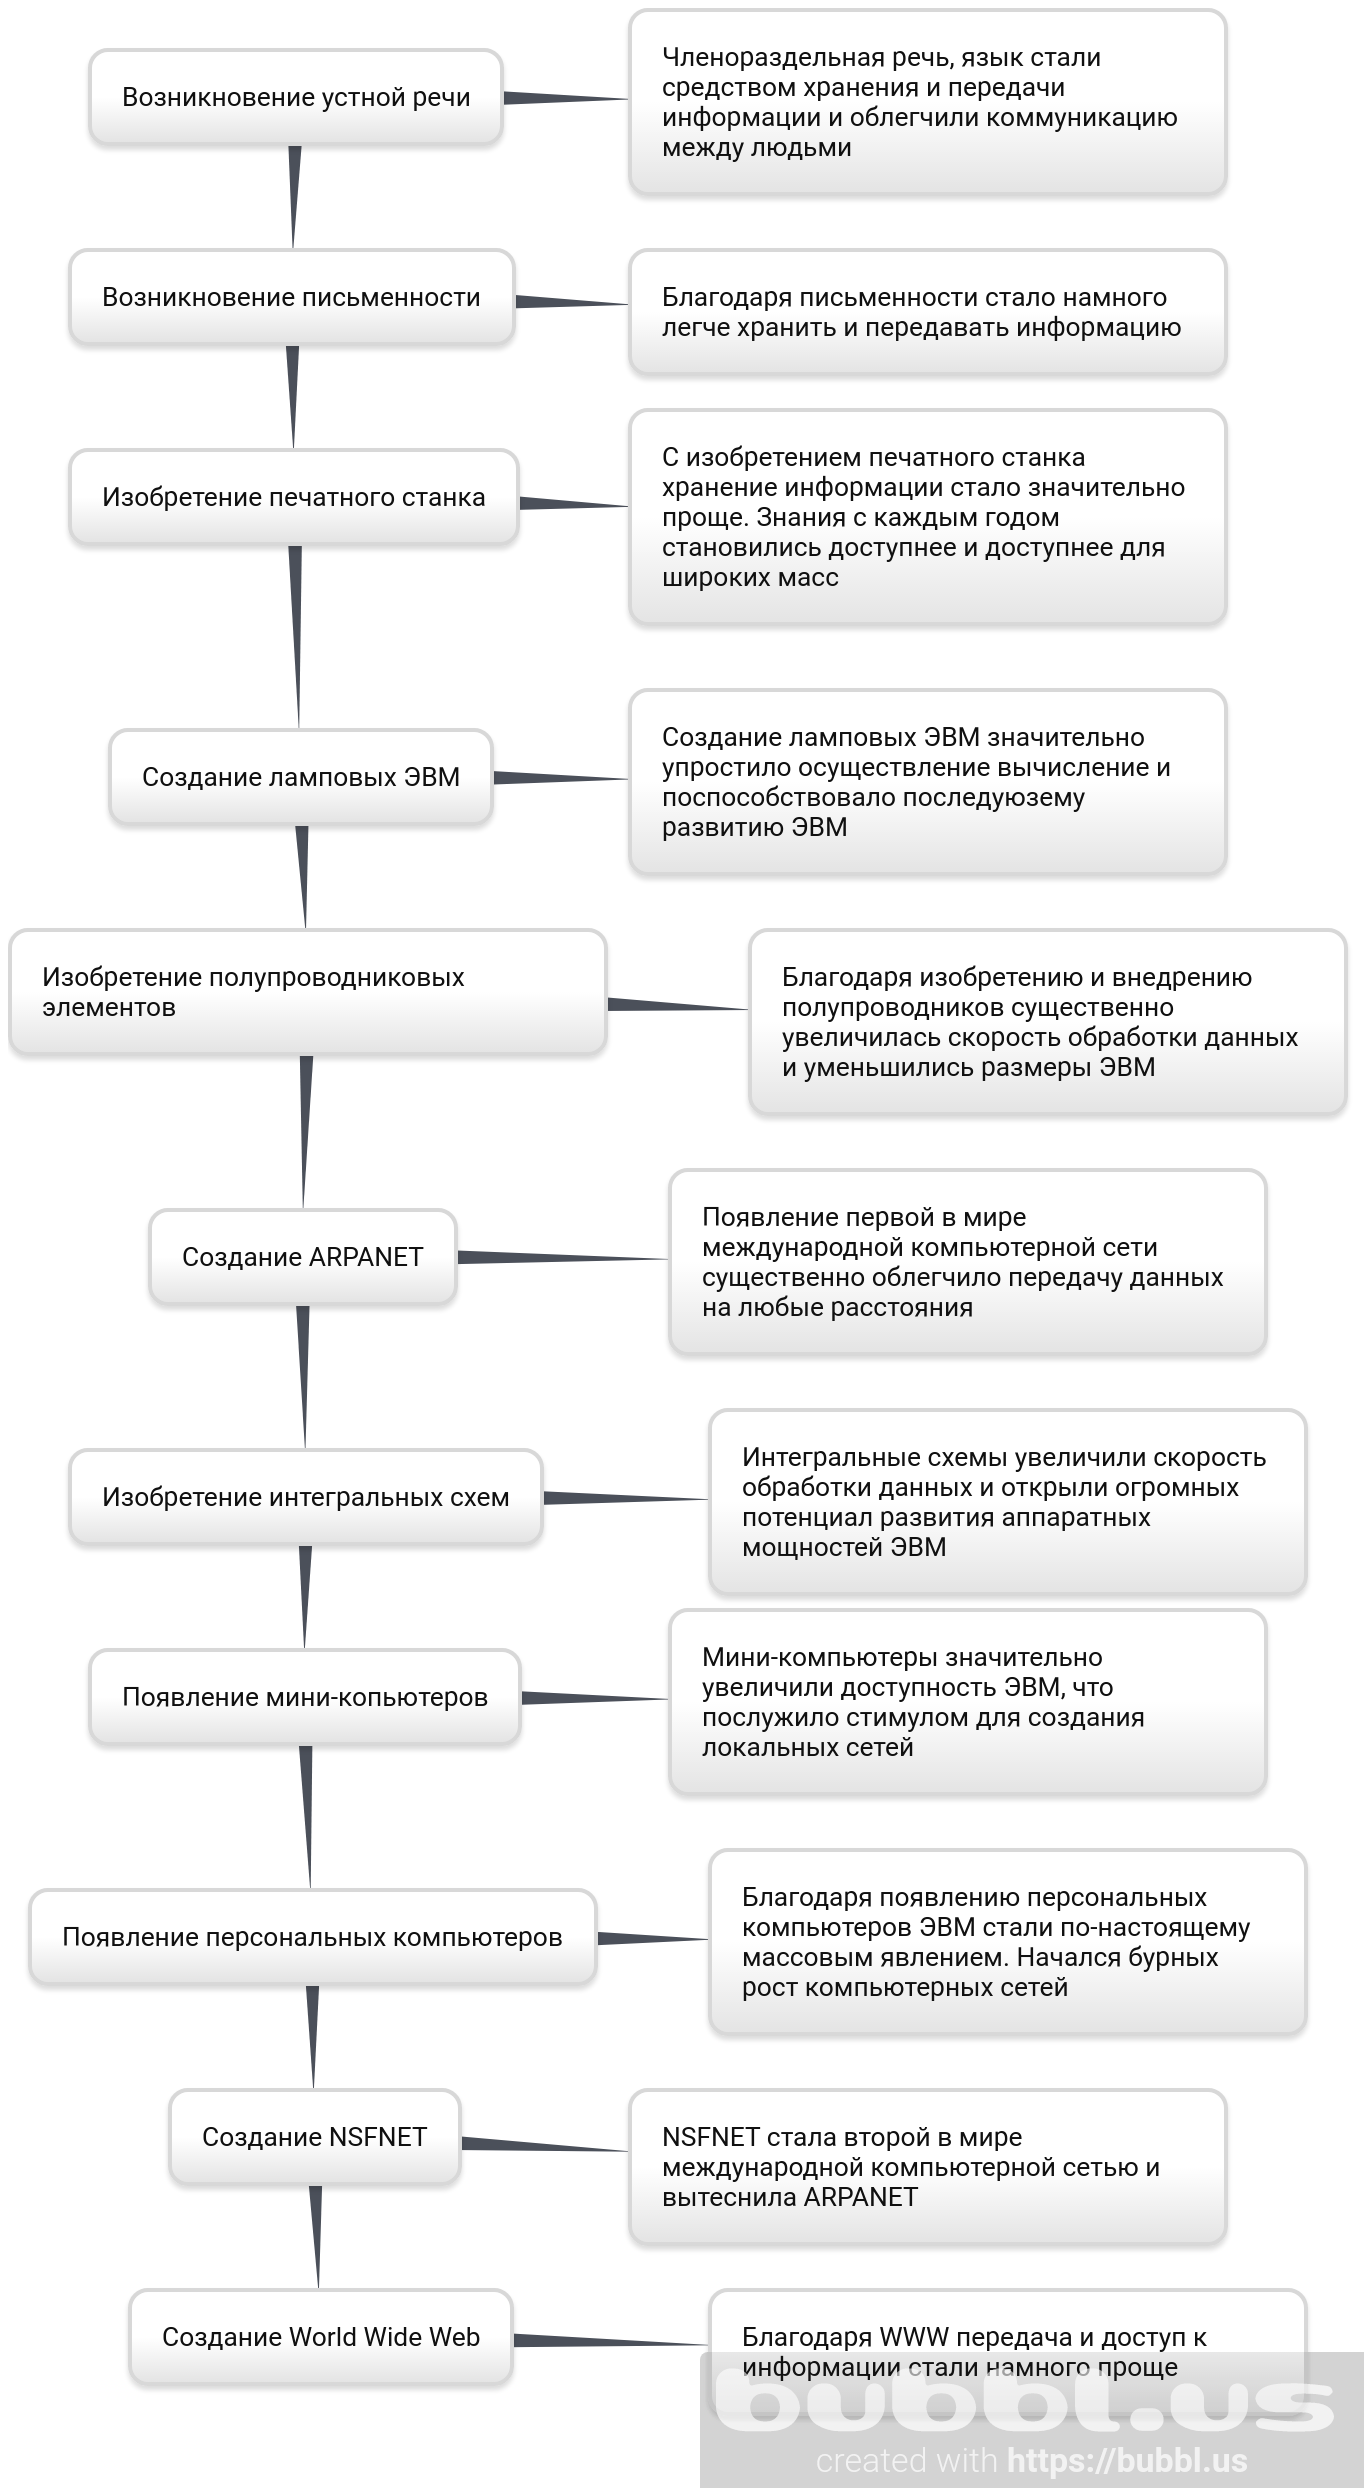 Возникновение устной речи
Членораздельная речь, язык стали
средством хранения и передачи
информации и облегчили коммуникацию
между людьми
Возникновение письменности
Благодаря письменности стало намного
легче хранить и передавать информацию
Изобретение печатного станка
С изобретением печатного станка
хранение информации стало значительно
проще. Знания с каждым годом
становились доступнее и доступнее для
широких масс
Создание ламповых ЭВМ
Создание ламповых ЭВМ значительно
упростило осуществление вычисление и
поспособствовало последуюзему
развитию ЭВМ
Изобретение полупроводниковых
элементов
Благодаря изобретению и внедрению
полупроводников существенно
увеличилась скорость обработки данных
и уменьшились размеры ЭВМ
Создание ARPANET
Появление первой в мире
международной компьютерной сети
существенно облегчило передачу данных
на любые расстояния
Изобретение интегральных схем
Интегральные схемы увеличили скорость
обработки данных и открыли огромных
потенциал развития аппаратных
мощностей ЭВМ
Появление мини-копьютеров
Мини-компьютеры значительно
увеличили доступность ЭВМ, что
послужило стимулом для создания
локальных сетей
Появление персональных компьютеров
Благодаря появлению персональных
компьютеров ЭВМ стали по-настоящему
массовым явлением. Начался бурных
рост компьютерных сетей
Создание NSFNET
NSFNET стала второй в мире
международной компьютерной сетью и
вытеснила ARPANET
Создание World Wide Web
Благодаря WWW передача и доступ к
информации стали намного проще
bubbl.us
created with https://bubbl.us